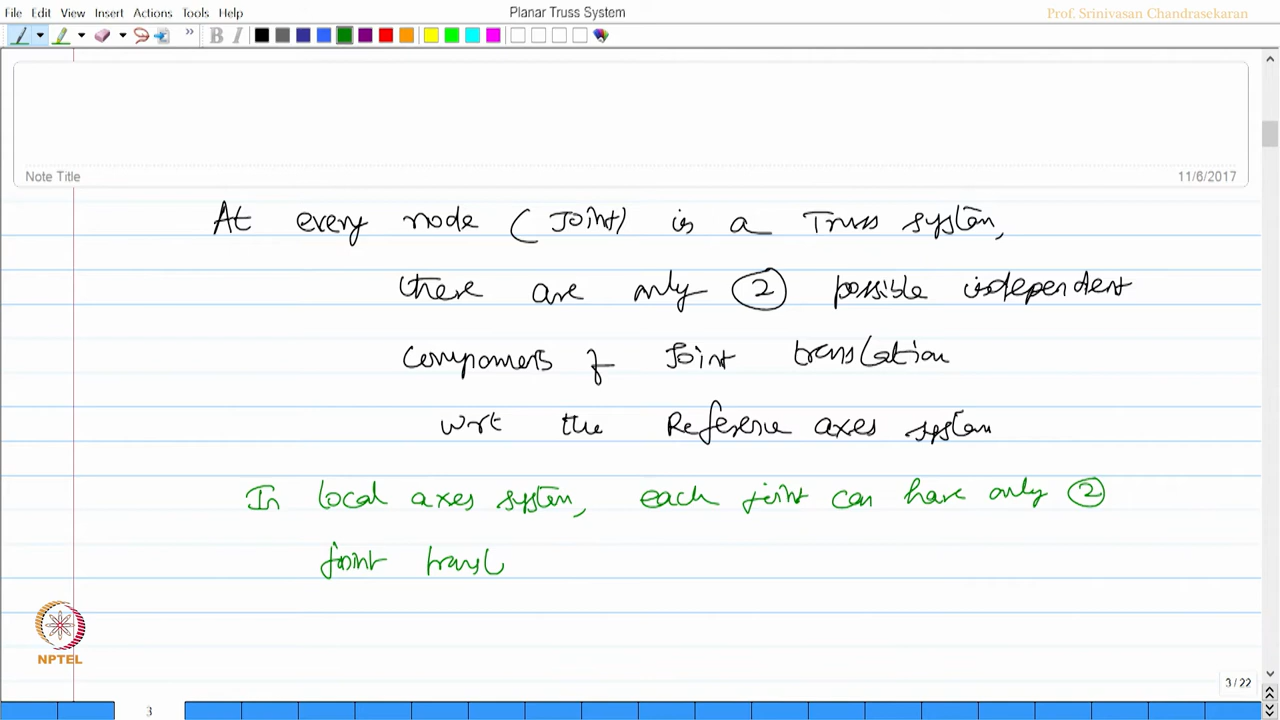 File Edit View Insert Actions Tools Help
Planar Truss System
Prof. Srinivasan Chandrasekaran
B I
Note Title
11/6/2017
At every node (Joint) is a Truss system,
there are only 2 possible independent
components of Joint translation
wrt the Reference axes system
In local axes system, each joint can have only 2
joint transl
NPTEL
3 / 22
3